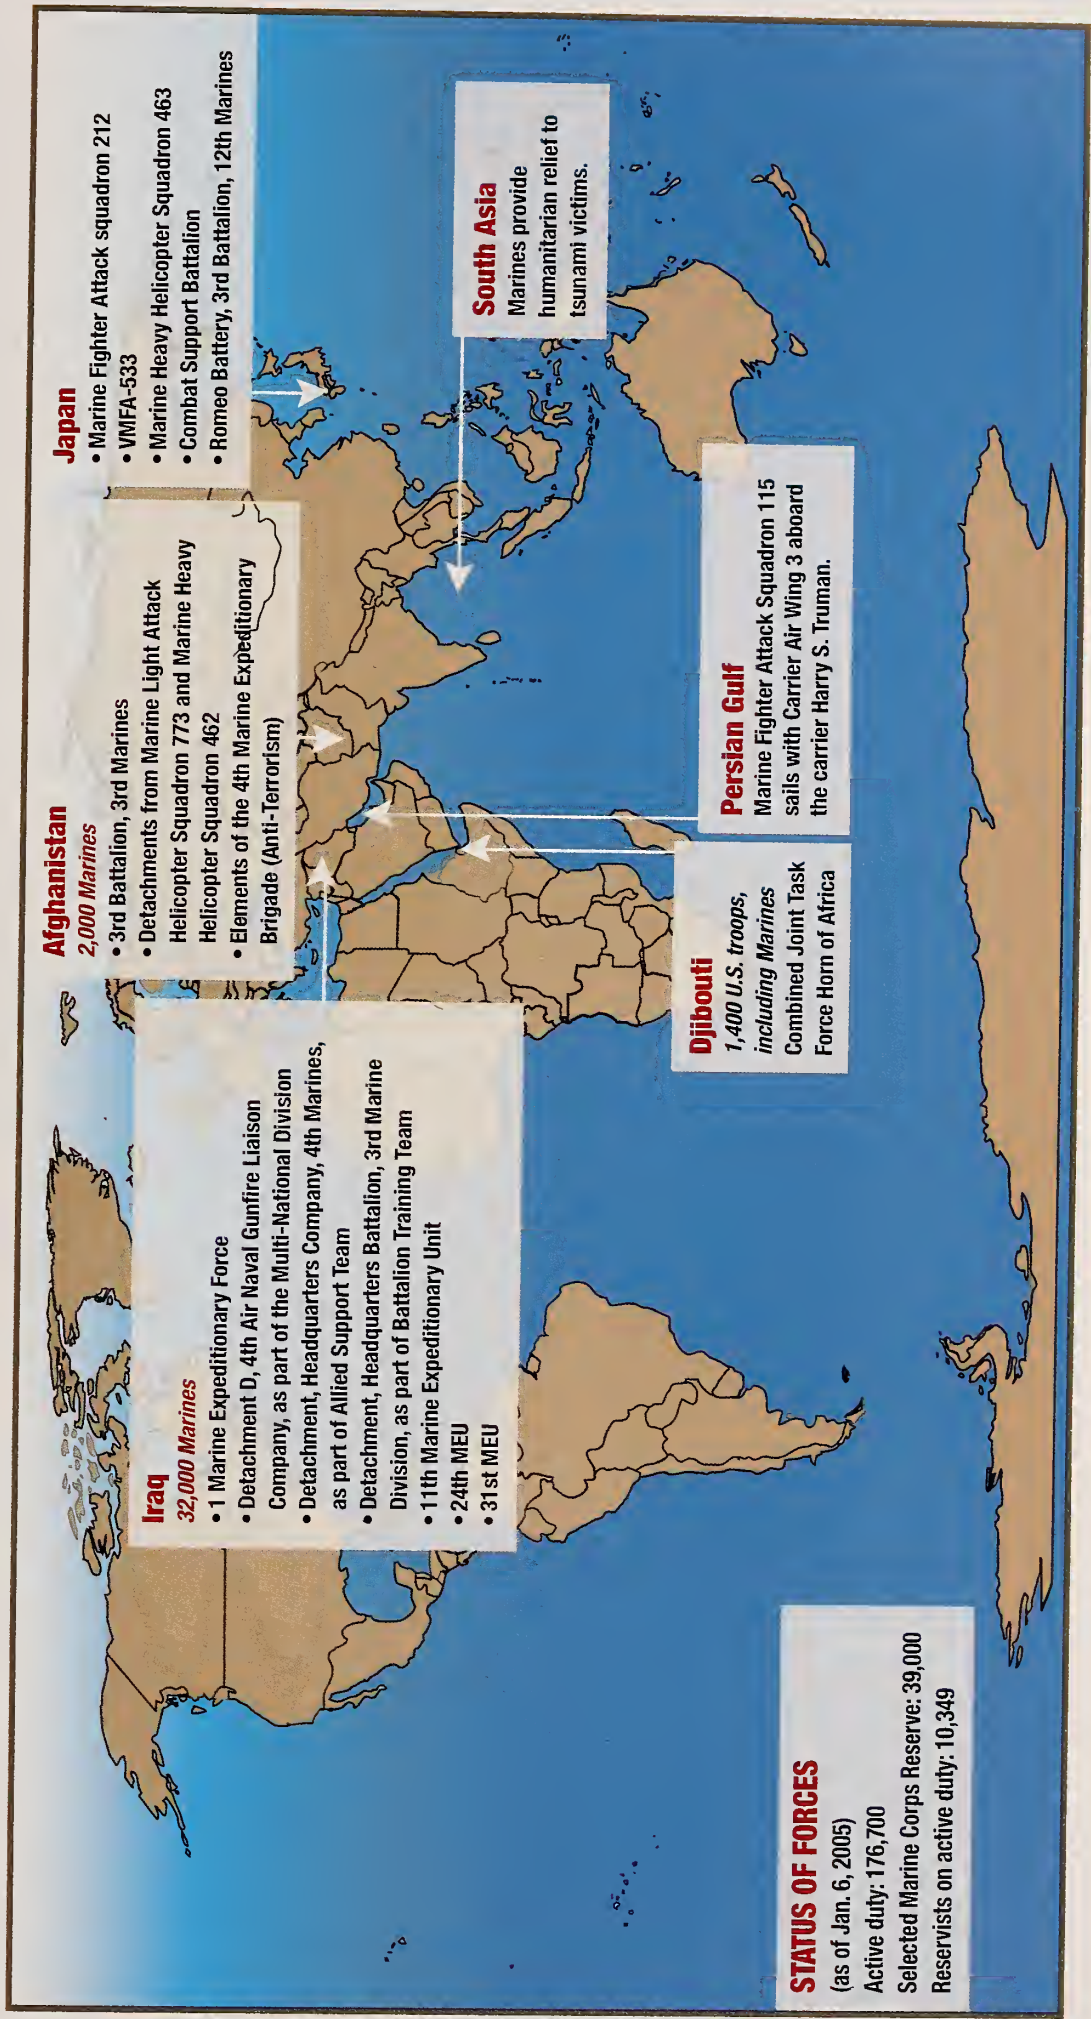 Iraq
32,000 Marines
• 1 Marine Expeditionary Force
• Detachment D, 4th Air Naval Gunfire Liaison
Company, as part of the Multi-National Division
• Detachment, Headquarters Company, 4th Marines,
as part of Allied Support Team
• Detachment, Headquarters Battalion, 3rd Marine
Division, as part of Battalion Training Team
• 11th Marine Expeditionary Unit
• 24th MEU
• 31st MEU
Afghanistan
2,000 Marines
• 3rd Battalion, 3rd Marines
• Detachments from Marine Light Attack
Helicopter Squadron 773 and Marine Heavy
Helicopter Squadron 462
• Elements of the 4th Marine Expeditionary
Brigade (Anti-Terrorism)
Japan
• Marine Fighter Attack squadron 212
• VMFA-533
• Marine Heavy Helicopter Squadron 463
• Combat Support Battalion
• Romeo Battery, 3rd Battalion, 12th Marines
South Asia
Marines provide
humanitarian relief to
tsunami victims.
Djibouti
1,400 U.S. troops,
including Marines
Combined Joint Task
Force Horn of Africa
Persian Gulf
Marine Fighter Attack Squadron 115
sails with Carrier Air Wing 3 aboard
the carrier Harry S. Truman.
STATUS OF FORCES
(as of Jan. 6, 2005)
Active duty: 176,700
Selected Marine Corps Reserve: 39,000
Reservists on active duty: 10,349